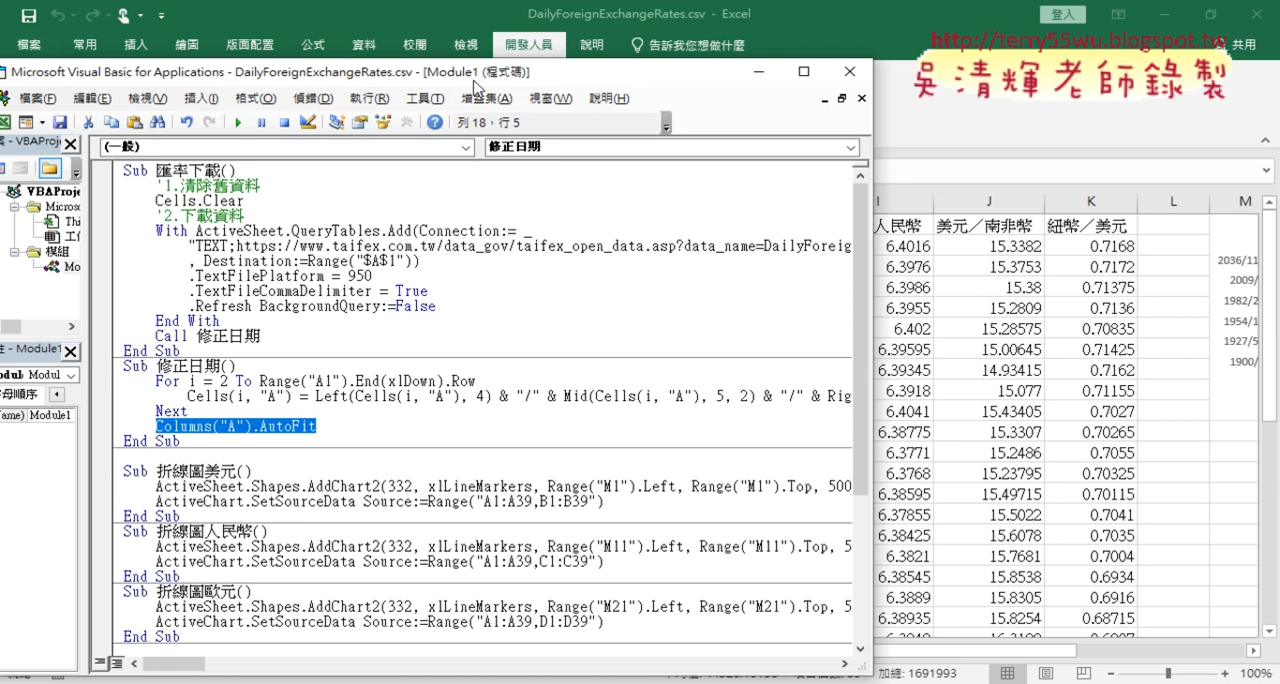 DailyForeignExchangeRates.csv - Excel
登入
檔案 常用 插入 繪圖 版面配置 公式 資料 校閱 檢視 開發人員 說明 告訴我您想做什麼 共用
http://terry55wu.blogspot.tw
吳清輝老師錄製
Microsoft Visual Basic for Applications - DailyForeignExchangeRates.csv - [Module1 (程式碼)]
檔案(F) 編輯(E) 檢視(V) 插入(I) 格式(O) 偵錯(D) 執行(R) 工具(T) 增益集(A) 視窗(W) 說明(H)
列 18，行 5
- VBAProj
(一般) 修正日期
VBAProje
Micros
Thi
模組
Mo
- Module1
Modul
Module1
Sub 匯率下載()
'1.清除舊資料
Cells.Clear
'2.下載資料
With ActiveSheet.QueryTables.Add(Connection:= _
"TEXT;https://www.taifex.com.tw/data_gov/taifex_open_data.asp?data_name=DailyForeig
, Destination:=Range("$A$1"))
.TextFilePlatform = 950
.TextFileCommaDelimiter = True
.Refresh BackgroundQuery:=False
End With
Call 修正日期
End Sub
Sub 修正日期()
For i = 2 To Range("A1").End(xlDown).Row
Cells(i, "A") = Left(Cells(i, "A"), 4) & "/" & Mid(Cells(i, "A"), 5, 2) & "/" & Rig
Next
Columns("A").AutoFit
End Sub
Sub 折線圖美元()
ActiveSheet.Shapes.AddChart2(332, xlLineMarkers, Range("M1").Left, Range("M1").Top, 500
ActiveChart.SetSourceData Source:=Range("A1:A39,B1:B39")
End Sub
Sub 折線圖人民幣()
ActiveSheet.Shapes.AddChart2(332, xlLineMarkers, Range("M11").Left, Range("M11").Top, 5
ActiveChart.SetSourceData Source:=Range("A1:A39,C1:C39")
End Sub
Sub 折線圖歐元()
ActiveSheet.Shapes.AddChart2(332, xlLineMarkers, Range("M21").Left, Range("M21").Top, 5
ActiveChart.SetSourceData Source:=Range("A1:A39,D1:D39")
End Sub
I J K L M
人民幣 美元／南非幣 紐幣／美元
6.4016 15.3382 0.7168
6.3976 15.3753 0.7172
6.3986 15.38 0.71375
6.3955 15.2809 0.7136
6.402 15.28575 0.70835
6.39595 15.00645 0.71425
6.39345 14.93415 0.7162
6.3918 15.077 0.71155
6.4041 15.43405 0.7027
6.38775 15.3307 0.70265
6.3771 15.2486 0.7055
6.3768 15.23795 0.70325
6.38595 15.49715 0.70115
6.37855 15.5022 0.7041
6.38425 15.6078 0.7035
6.3821 15.7681 0.7004
6.38545 15.8538 0.6934
6.3889 15.8305 0.6916
6.38935 15.8254 0.68715
2036/11
2009/
1982/2
1954/1
1927/5
1900/
加總: 1691993
100%